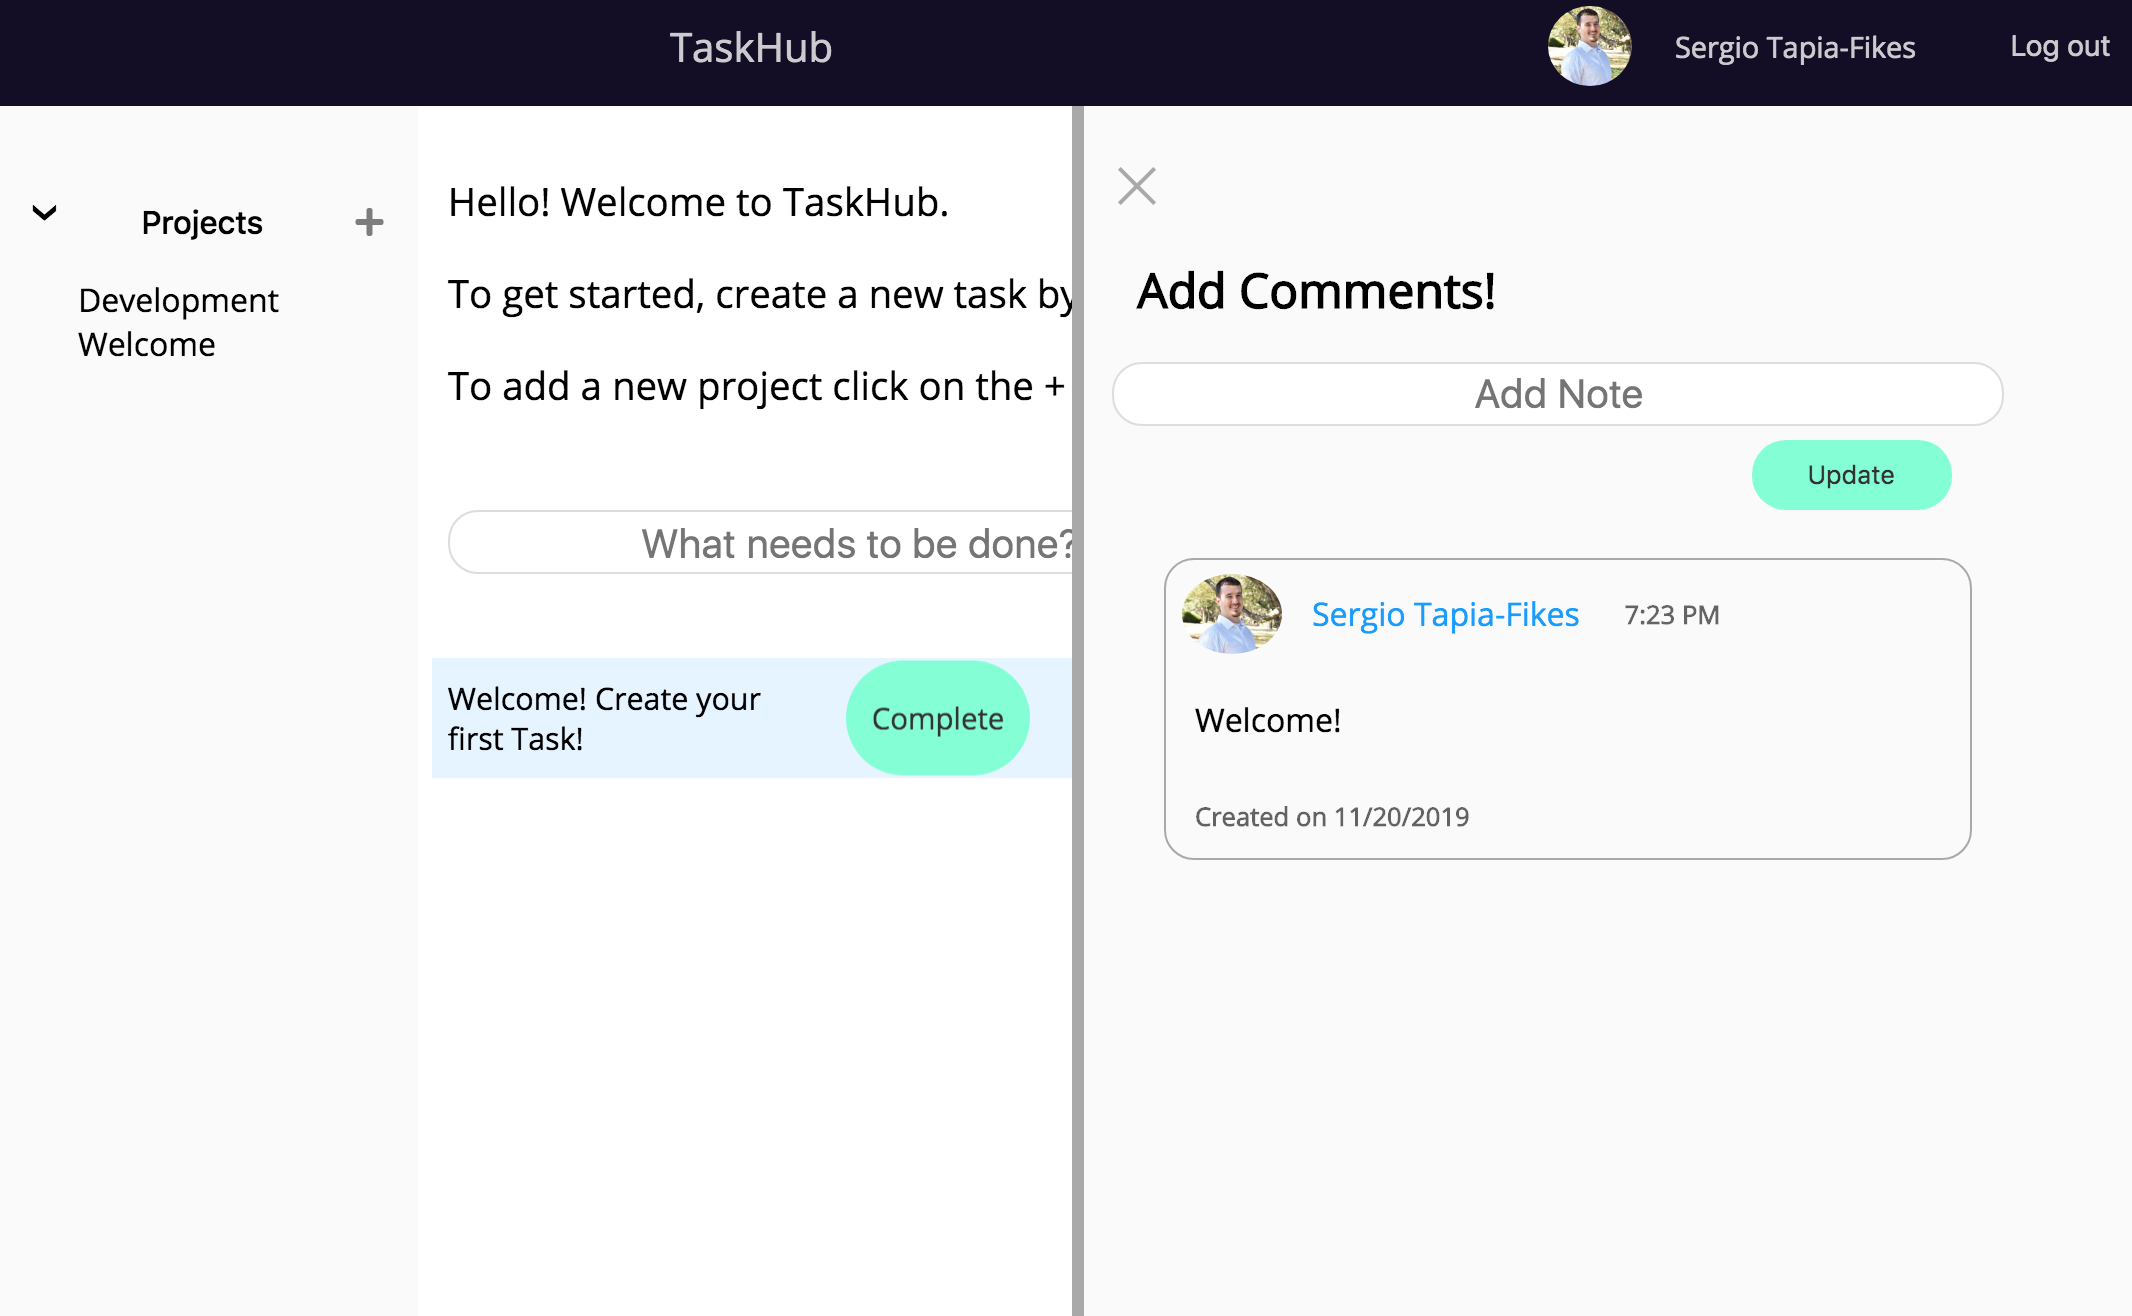 TaskHub
Sergio Tapia-Fikes
Log out
Projects +
Development
Welcome
Hello! Welcome to TaskHub.
To get started, create a new task by
To add a new project click on the +
What needs to be done?
Welcome! Create your
first Task!
Complete
Add Comments!
Add Note
Update
Sergio Tapia-Fikes 7:23 PM
Welcome!
Created on 11/20/2019